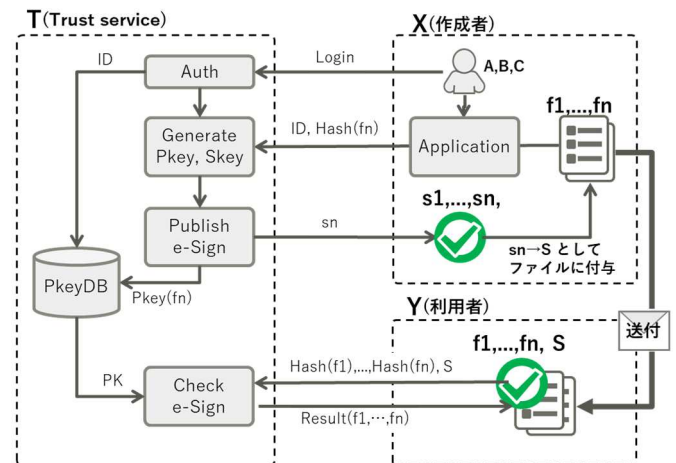 T(Trust service)
X(作成者)
ID
Login
Auth
A,B,C
f1,...,fn
Generate
Pkey, Skey
ID, Hash(fn)
Application
s1,...,sn,
Publish
e-Sign
sn
sn→S として
ファイルに付与
PkeyDB
Pkey(fn)
Y(利用者)
送付
f1,...,fn, S
Hash(f1),...,Hash(fn), S
PK
Check
e-Sign
Result(f1,…,fn)